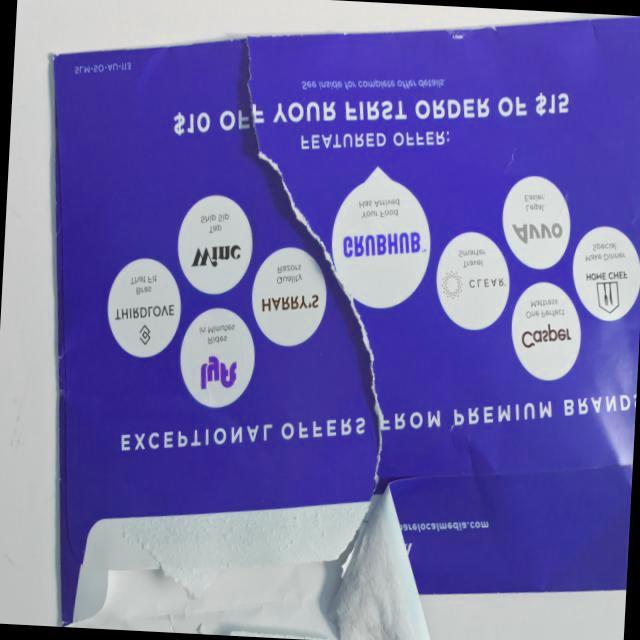 arelocalmedia.com
EXCEPTIONAL OFFERS FROM PREMIUM BRANDS
lyft
Rides
in Minutes
THIRDLOVE
Bras
That Fit
Winc
Tap
Ship Sip
HARRY'S
Quality
Razors
GRUBHUB
Your Food
Has Arrived
CLEAR
Travel
Smarter
Casper
One Perfect
Mattress
Avvo
Legal.
Easier
HOME CHEF
Make Dinner
Special
FEATURED OFFER:
$10 OFF YOUR FIRST ORDER OF $15
See inside for complete offer details.
SLM-SO-AU-113